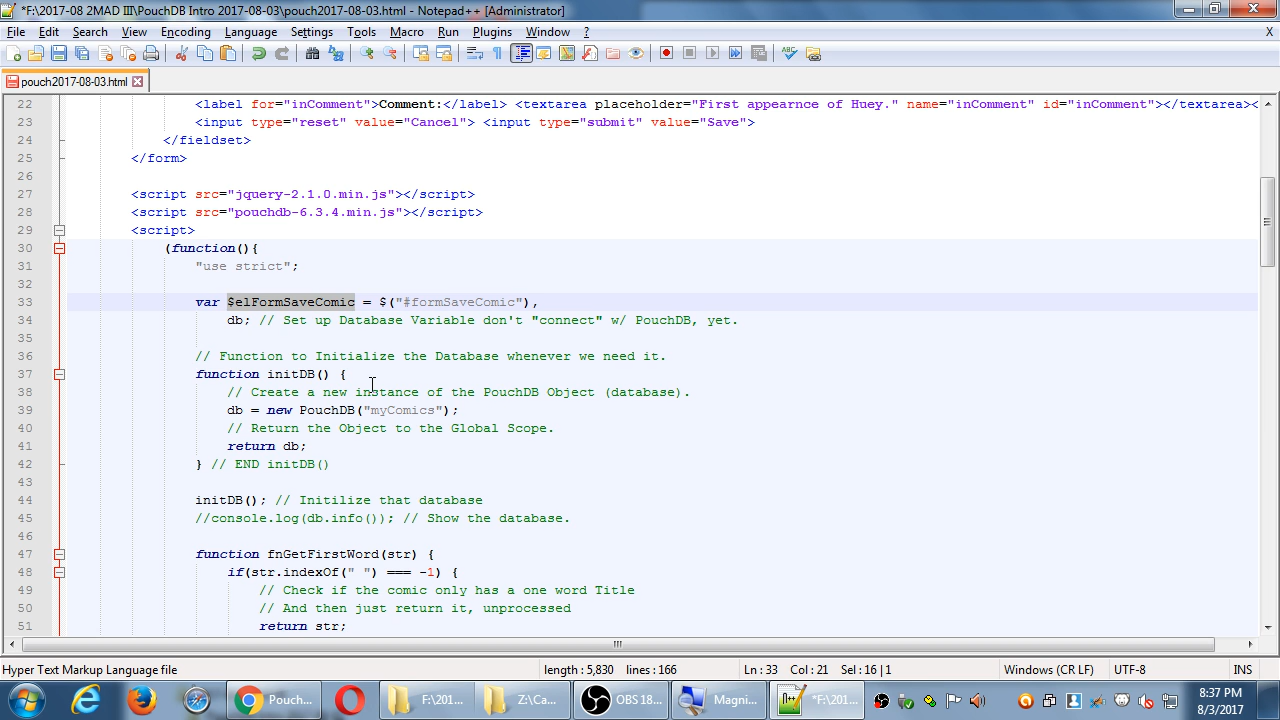 *F:\2017-08 2MAD III\PouchDB Intro 2017-08-03\pouch2017-08-03.html - Notepad++ [Administrator]
File Edit Search View Encoding Language Settings Tools Macro Run Plugins Window ? X
pouch2017-08-03.html
22 <label for="inComment">Comment:</label> <textarea placeholder="First appearnce of Huey." name="inComment" id="inComment"></textarea><
23 <input type="reset" value="Cancel"> <input type="submit" value="Save">
24 </fieldset>
25 </form>
26
27 <script src="jquery-2.1.0.min.js"></script>
28 <script src="pouchdb-6.3.4.min.js"></script>
29 <script>
30 (function(){
31 "use strict";
32
33 var $elFormSaveComic = $("#formSaveComic"),
34 db; // Set up Database Variable don't "connect" w/ PouchDB, yet.
35
36 // Function to Initialize the Database whenever we need it.
37 function initDB() {
38 // Create a new instance of the PouchDB Object (database).
39 db = new PouchDB("myComics");
40 // Return the Object to the Global Scope.
41 return db;
42 } // END initDB()
43
44 initDB(); // Initilize that database
45 //console.log(db.info()); // Show the database.
46
47 function fnGetFirstWord(str) {
48 if(str.indexOf(" ") === -1) {
49 // Check if the comic only has a one word Title
50 // And then just return it, unprocessed
51 return str;
Hyper Text Markup Language file length : 5,830 lines : 166 Ln : 33 Col : 21 Sel : 16 | 1 Windows (CR LF) UTF-8 INS
Pouch... F:\201... Z:\Ca... OBS 18... Magni... *F:\201... 8:37 PM
8/3/2017